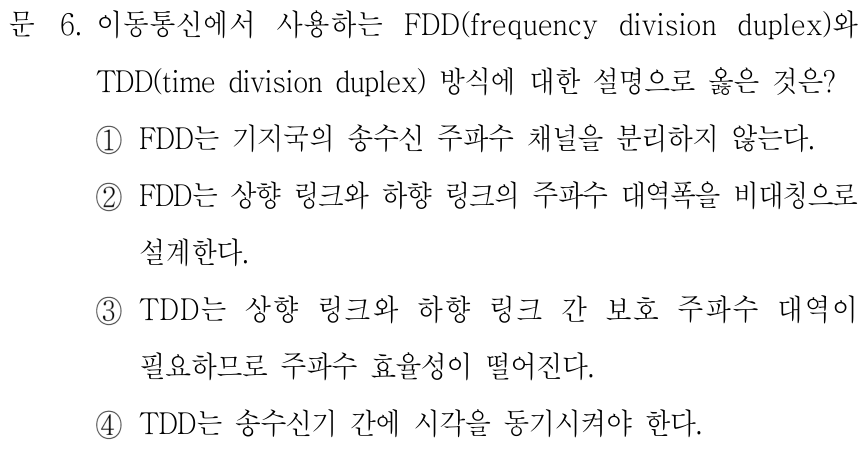 문 6. 이동통신에서 사용하는 FDD(frequency division duplex)와
TDD(time division duplex) 방식에 대한 설명으로 옳은 것은?
① FDD는 기지국의 송수신 주파수 채널을 분리하지 않는다.
② FDD는 상향 링크와 하향 링크의 주파수 대역폭을 비대칭으로
설계한다.
③ TDD는 상향 링크와 하향 링크 간 보호 주파수 대역이
필요하므로 주파수 효율성이 떨어진다.
④ TDD는 송수신기 간에 시각을 동기시켜야 한다.